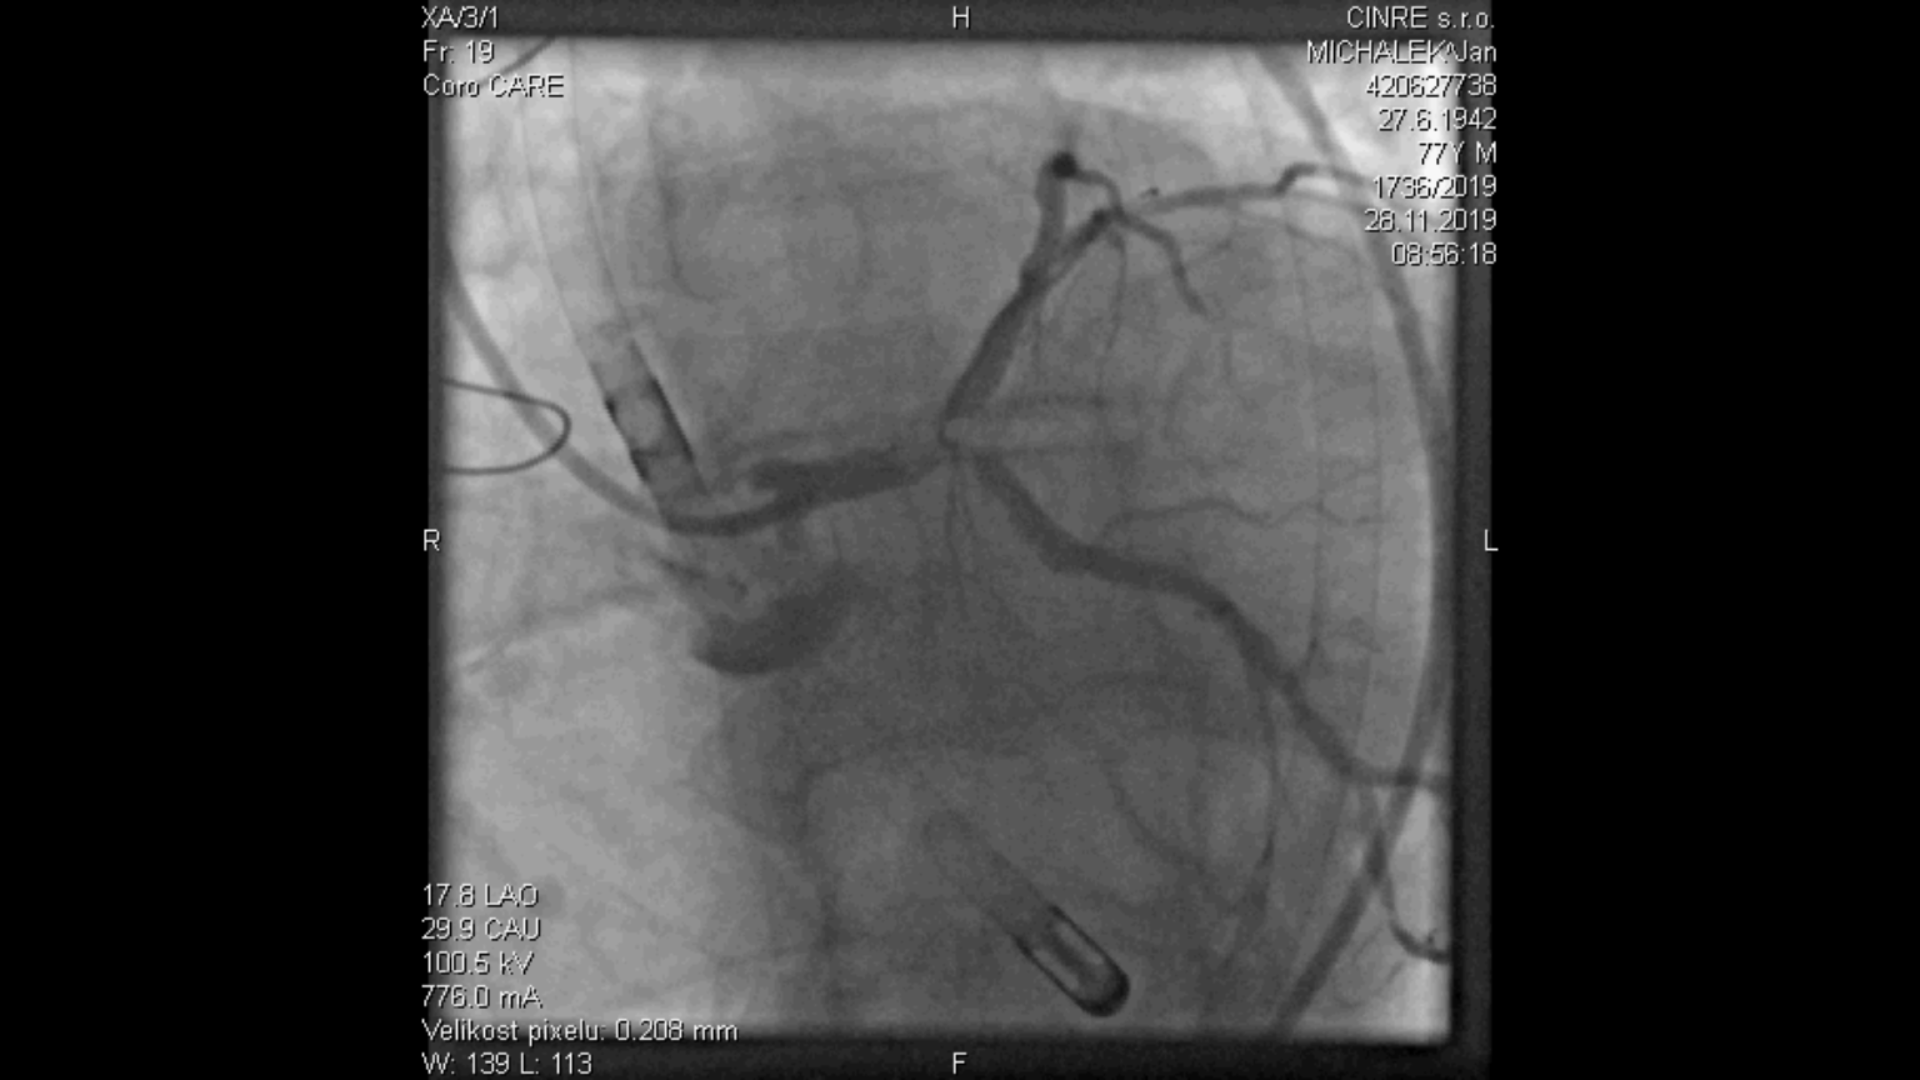 XA/3/1
Fr: 19
Coro CARE
H
CINRE s.r.o.
MICHALEK^Jan
420627738
27.6.1942
77Y M
1736/2019
28.11.2019
08:56:18
R
L
17.8 LAO
29.9 CAU
100.5 kV
776.0 mA
Velikost pixelu: 0.208 mm
W: 139 L: 113
F